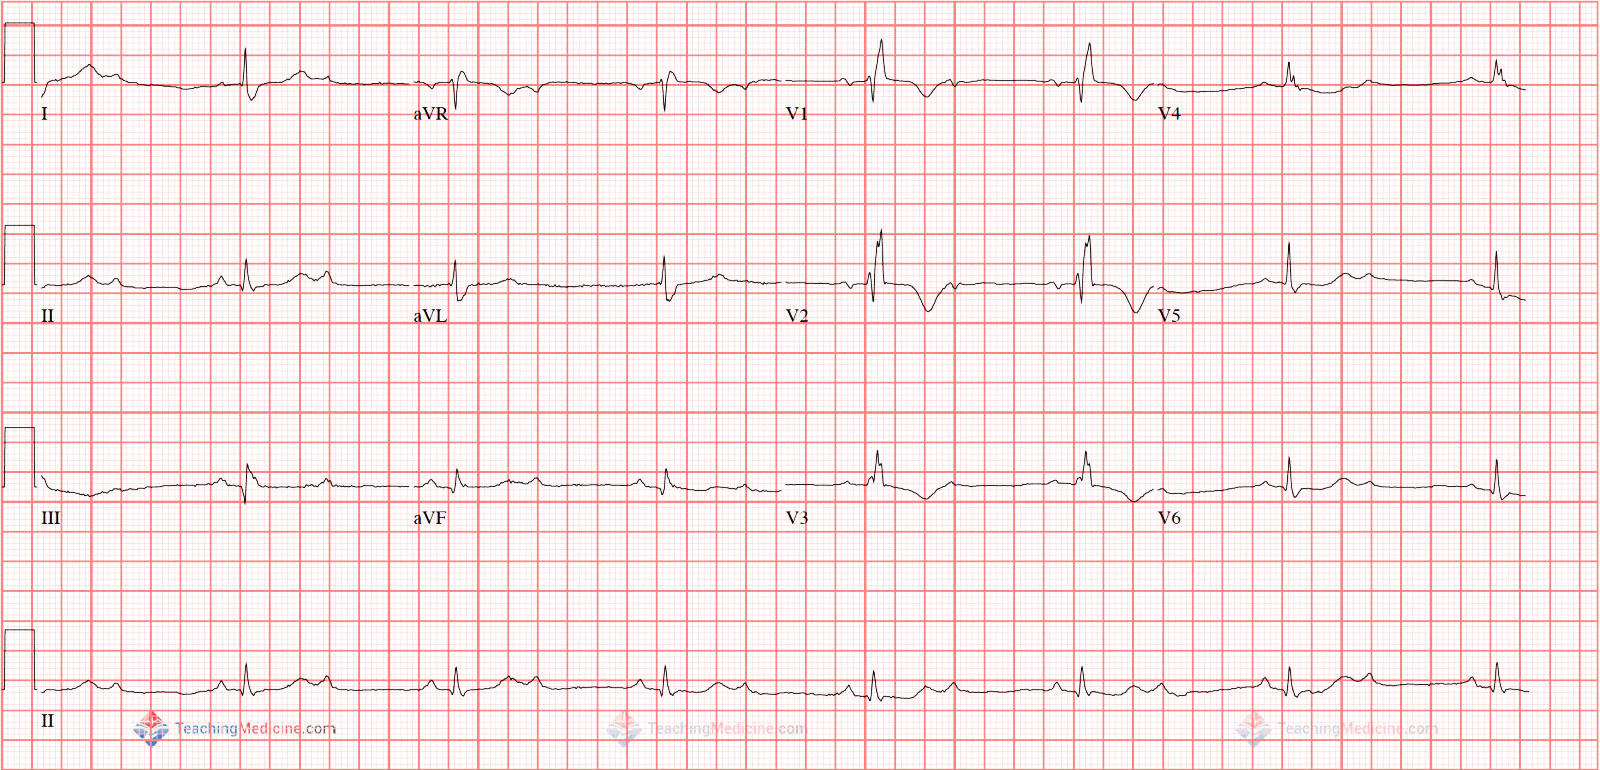 I aVR V1 V4
II aVL V2 V5
III aVF V3 V6
II
TeachingMedicine.com TeachingMedicine.com TeachingMedicine.com